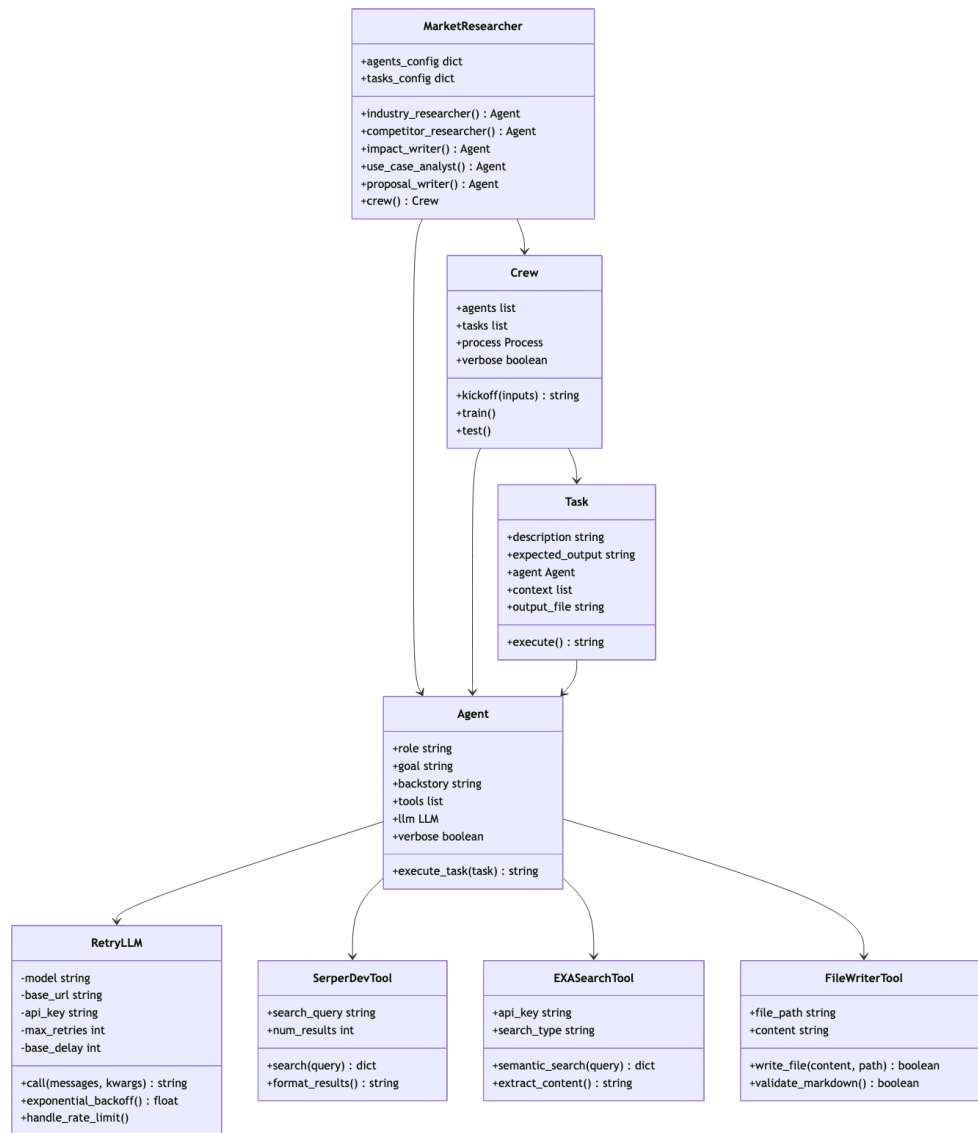 MarketResearcher
+agents_config dict
+tasks_config dict
+industry_researcher() : Agent
+competitor_researcher() : Agent
+impact_writer() : Agent
+use_case_analyst() : Agent
+proposal_writer() : Agent
+crew() : Crew
Crew
+agents list
+tasks list
+process Process
+verbose boolean
+kickoff(inputs) : string
+train()
+test()
Task
+description string
+expected_output string
+agent Agent
+context list
+output_file string
+execute() : string
Agent
+role string
+goal string
+backstory string
+tools list
+llm LLM
+verbose boolean
+execute_task(task) : string
RetryLLM
-model string
-base_url string
-api_key string
-max_retries int
-base_delay int
+call(messages, kwargs) : string
+exponential_backoff() : float
+handle_rate_limit()
SerperDevTool
+search_query string
+num_results int
+search(query) : dict
+format_results() : string
EXASearchTool
+api_key string
+search_type string
+semantic_search(query) : dict
+extract_content() : string
FileWriterTool
+file_path string
+content string
+write_file(content, path) : boolean
+validate_markdown() : boolean